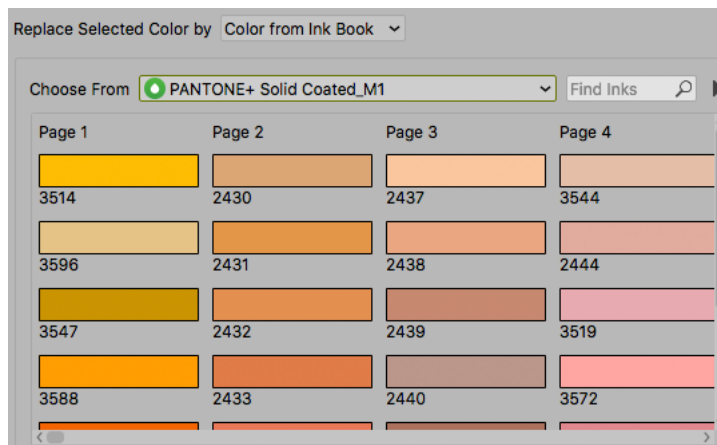 Replace Selected Color by Color from Ink Book
Choose From PANTONE+ Solid Coated_M1 Find Inks
Page 1 Page 2 Page 3 Page 4
3514 2430 2437 3544
3596 2431 2438 2444
3547 2432 2439 3519
3588 2433 2440 3572